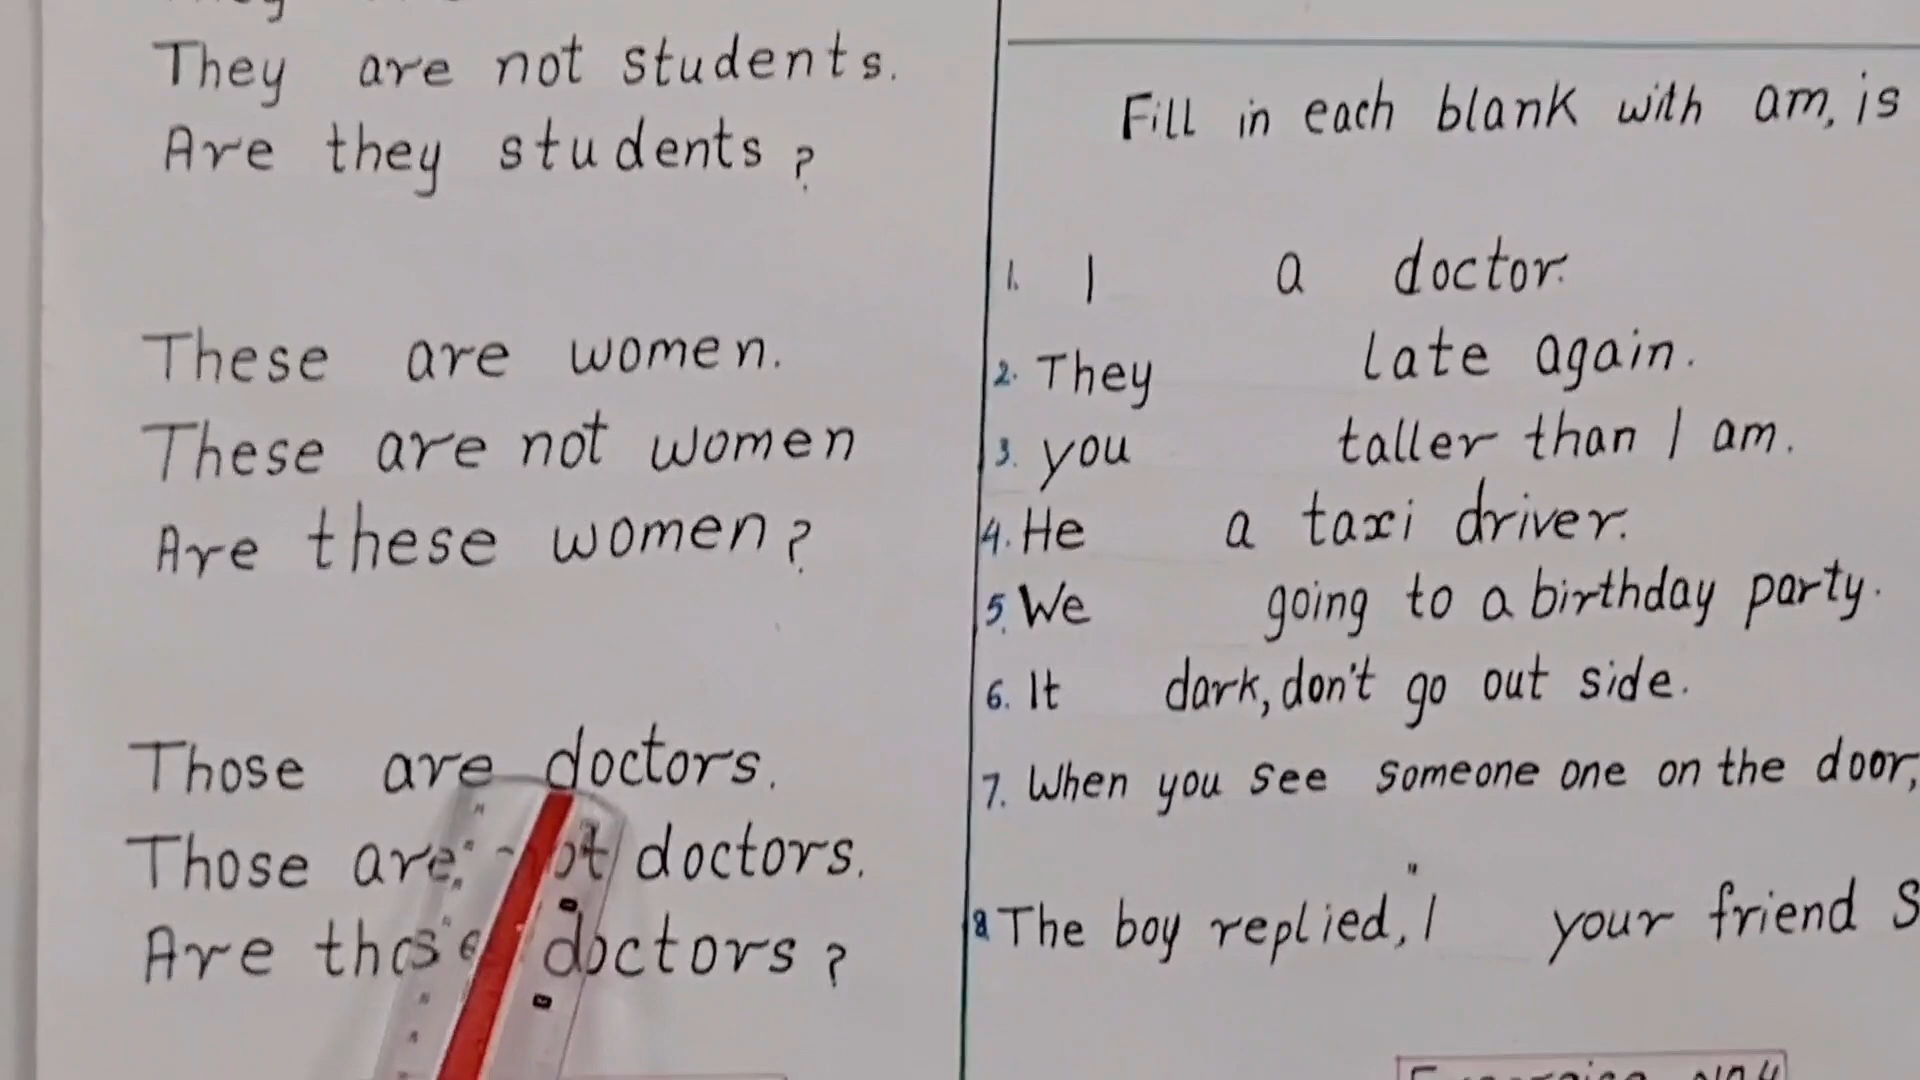 They are not students.
Are they students?
These are women.
These are not women
Are these women?
Those are doctors.
Those are not doctors.
Are those doctors?
Fill in each blank with am, is
1. I a doctor.
2. They late again.
3. you taller than I am.
4. He a taxi driver.
5. We going to a birthday party.
6. It dark, don't go out side.
7. When you see someone one on the door,
8 The boy replied, "I your friend S